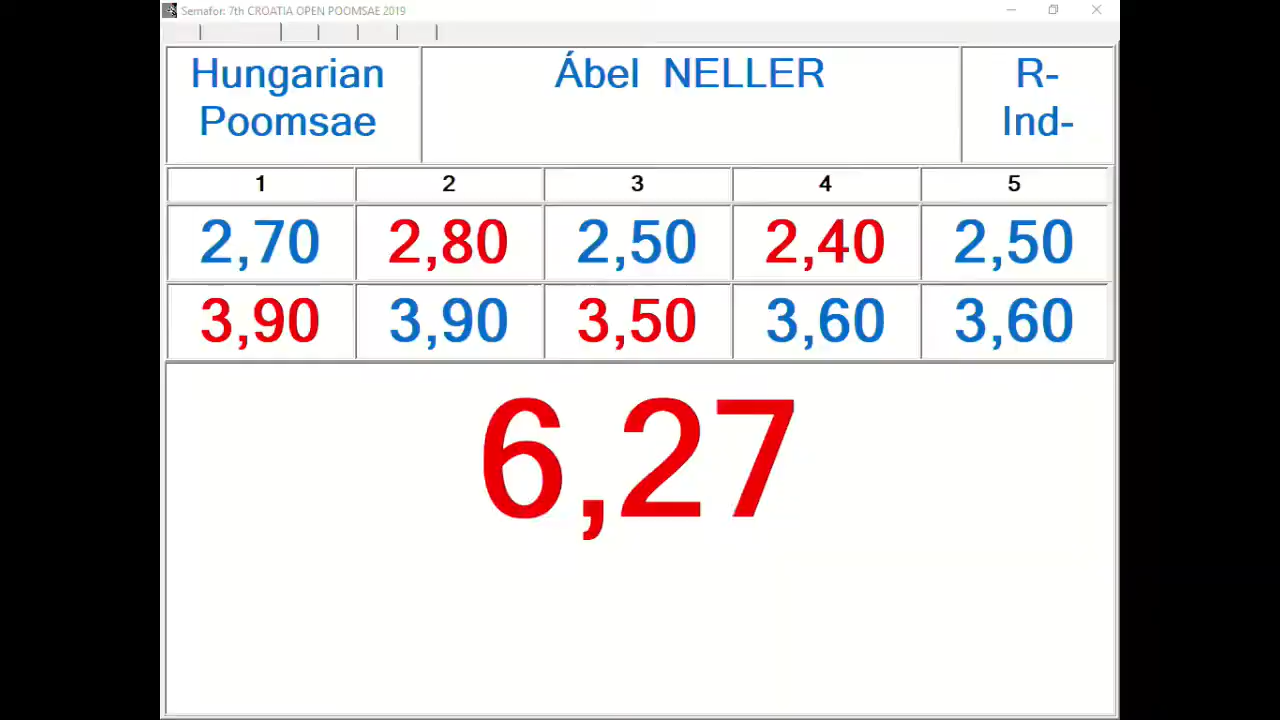 Semafor: 7th CROATIA OPEN POOMSAE 2019
Hungarian
Poomsae
Ábel NELLER
R-
Ind-
1 2 3 4 5
2,70 2,80 2,50 2,40 2,50
3,90 3,90 3,50 3,60 3,60
6,27